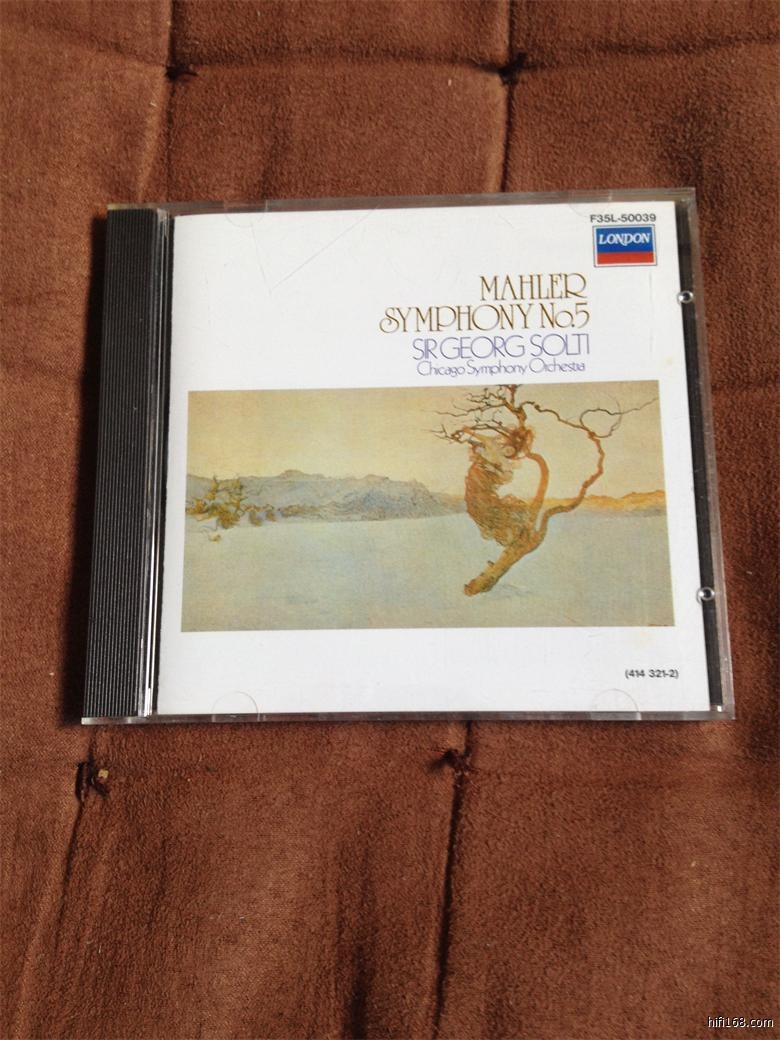 F35L-50039
LONDON
MAHLER
SYMPHONY No.5
SIR GEORG SOLTI
Chicago Symphony Orchestra
(414 321-2)
hifi168.com